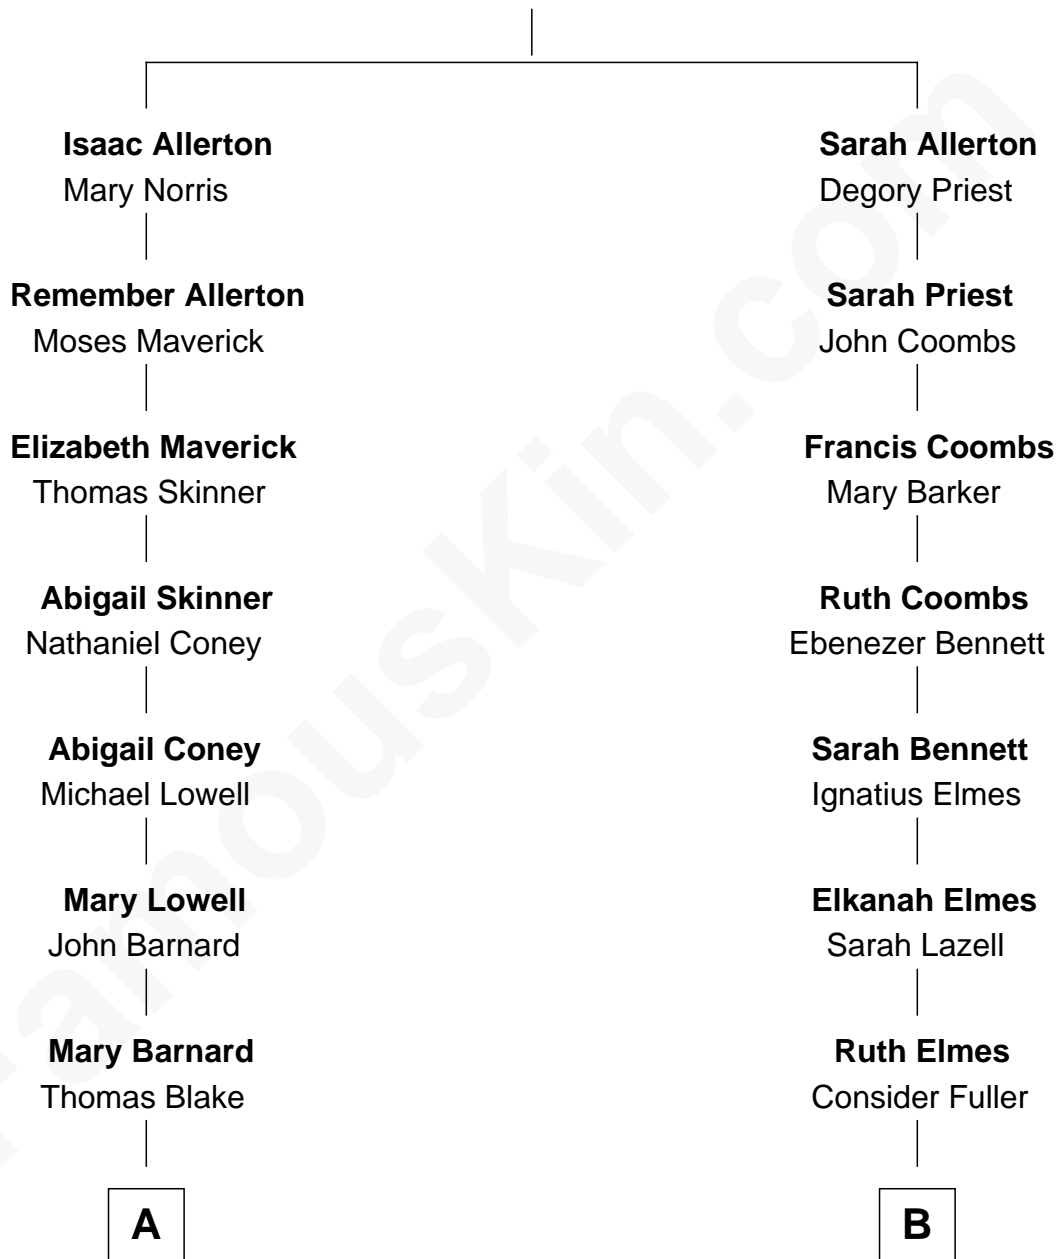 Isaac Allerton
Mary Norris
Sarah Allerton
Degory Priest
Remember Allerton
Moses Maverick
Sarah Priest
John Coombs
Elizabeth Maverick
Thomas Skinner
Francis Coombs
Mary Barker
Abigail Skinner
Nathaniel Coney
Ruth Coombs
Ebenezer Bennett
Abigail Coney
Michael Lowell
Sarah Bennett
Ignatius Elmes
Mary Lowell
John Barnard
Elkanah Elmes
Sarah Lazell
Mary Barnard
Thomas Blake
Ruth Elmes
Consider Fuller
A
B
FamousKin.com